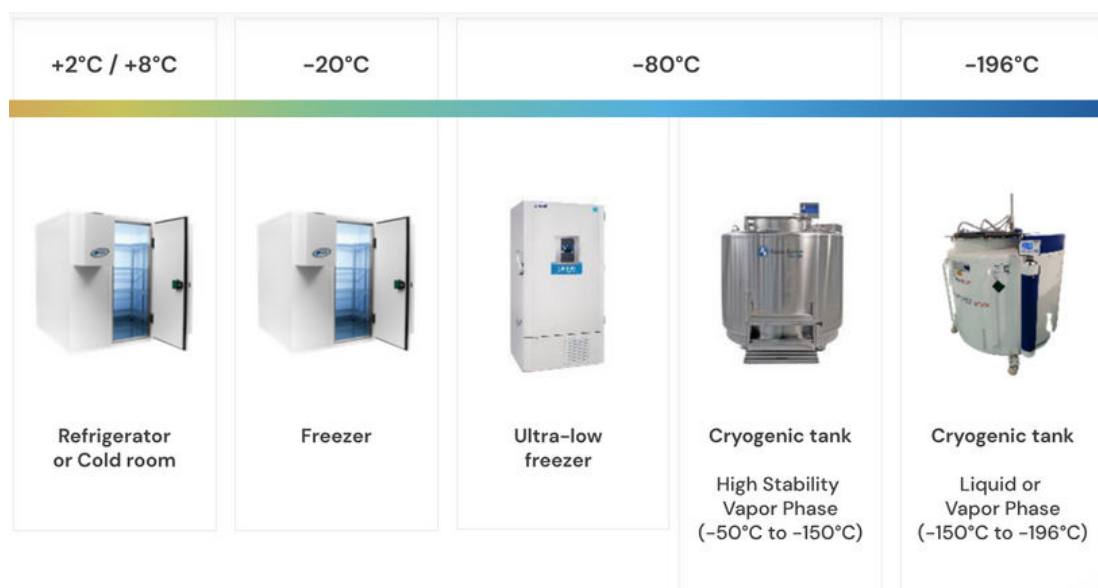 +2°C / +8°C
-20°C
-80°C
-196°C
Refrigerator
or Cold room
Freezer
Ultra-low
freezer
Cryogenic tank
High Stability
Vapor Phase
(-50°C to -150°C)
Cryogenic tank
Liquid or
Vapor Phase
(-150°C to -196°C)